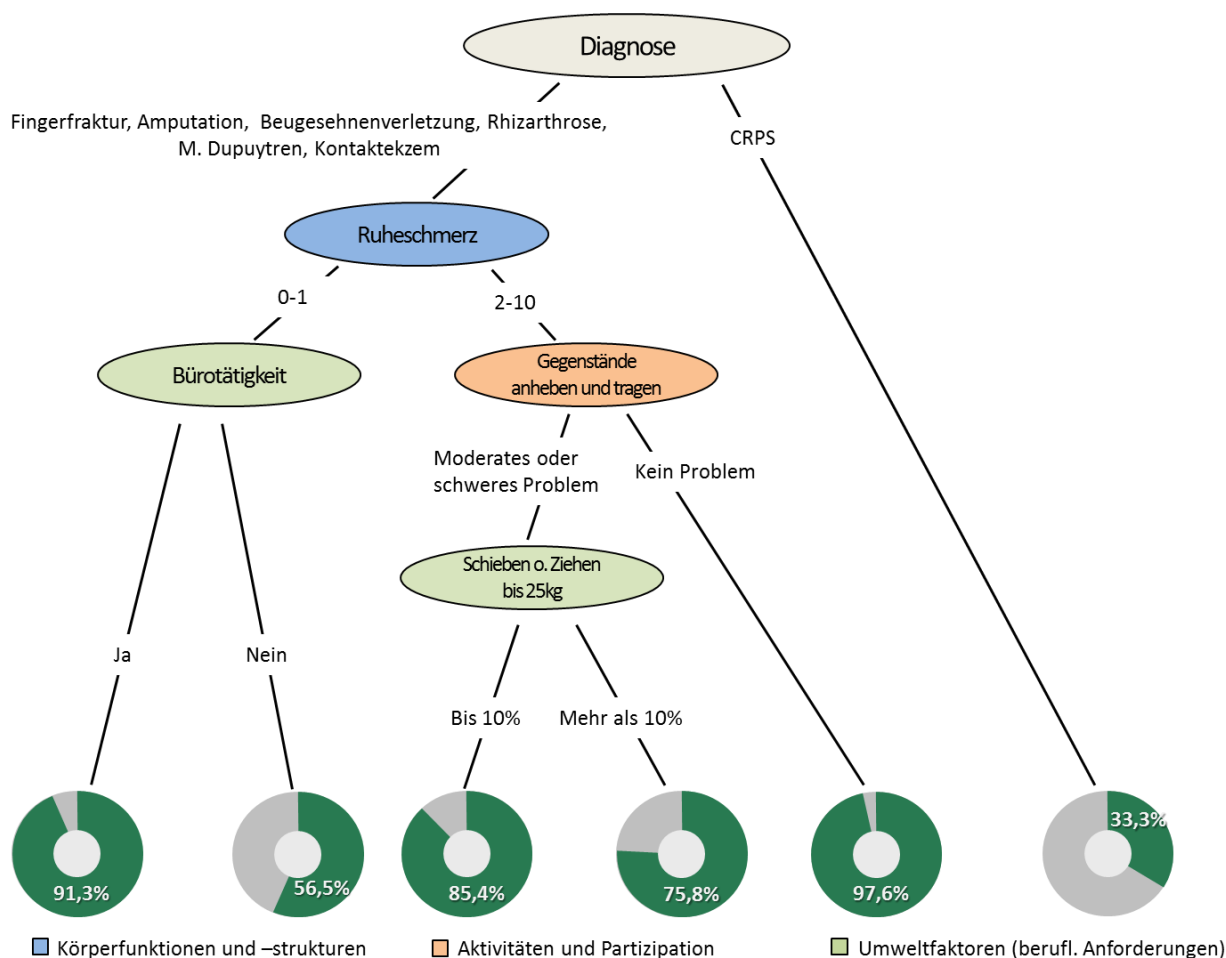 Diagnose
Fingerfraktur, Amputation, Beugesehnenverletzung, Rhizarthrose,
M. Dupuytren, Kontaktekzem
CRPS
Ruheschmerz
0-1
2-10
Bürotätigkeit
Gegenstände
anheben und tragen
Moderates oder
schweres Problem
Kein Problem
Schieben o. Ziehen
bis 25kg
Ja
Nein
Bis 10%
Mehr als 10%
91,3%
56,5%
85,4%
75,8%
97,6%
33,3%
Körperfunktionen und –strukturen
Aktivitäten und Partizipation
Umweltfaktoren (berufl. Anforderungen)